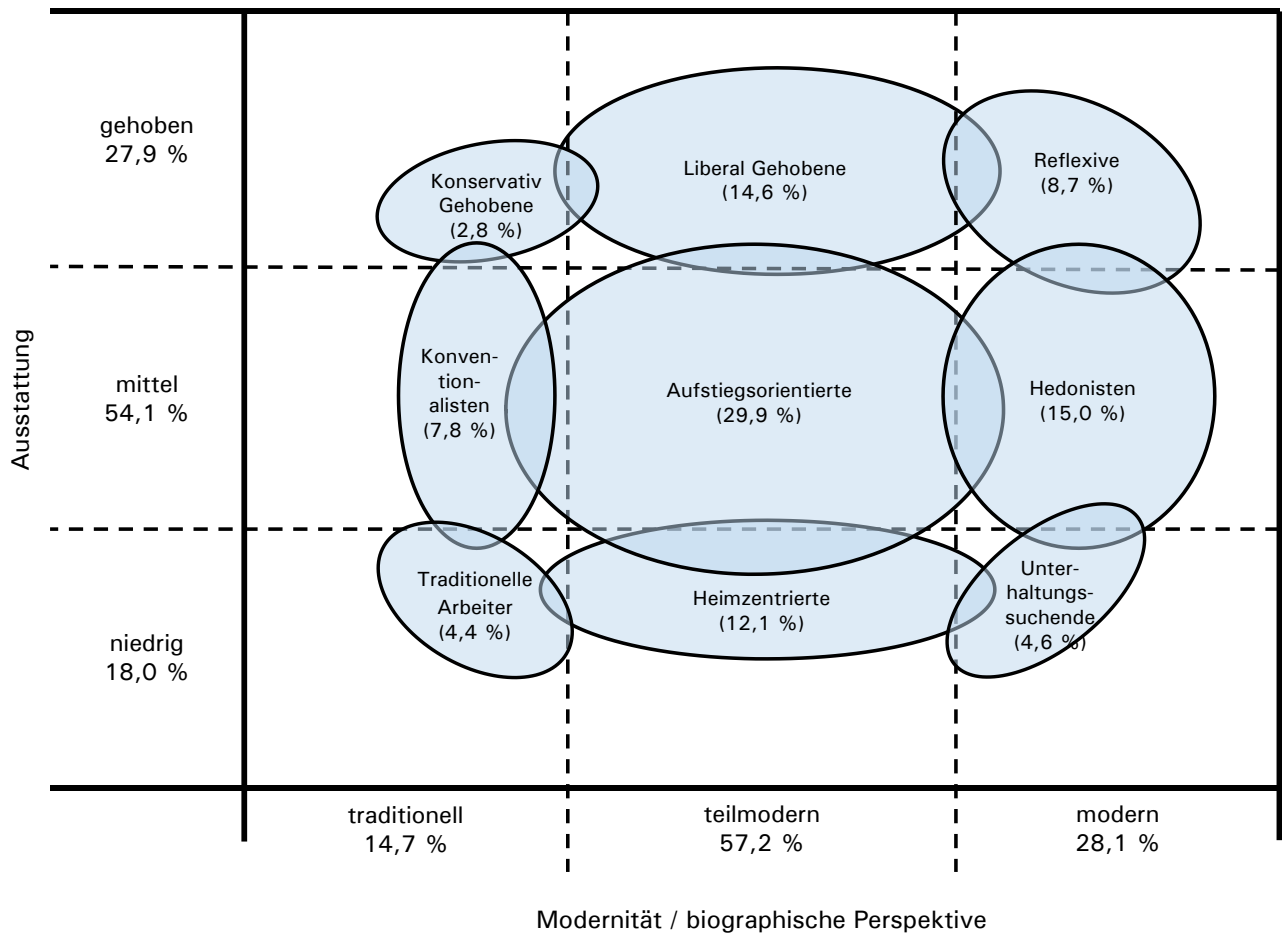 gehoben
27,9 %
Konservativ
Gehobene
(2,8 %)
Liberal Gehobene
(14,6 %)
Reflexive
(8,7 %)
Ausstattung
mittel
54,1 %
Konven-
tion-
alisten
(7,8 %)
Aufstiegsorientierte
(29,9 %)
Hedonisten
(15,0 %)
niedrig
18,0 %
Traditionelle
Arbeiter
(4,4 %)
Heimzentrierte
(12,1 %)
Unter-
haltungs-
suchende
(4,6 %)
traditionell
14,7 %
teilmodern
57,2 %
modern
28,1 %
Modernität / biographische Perspektive